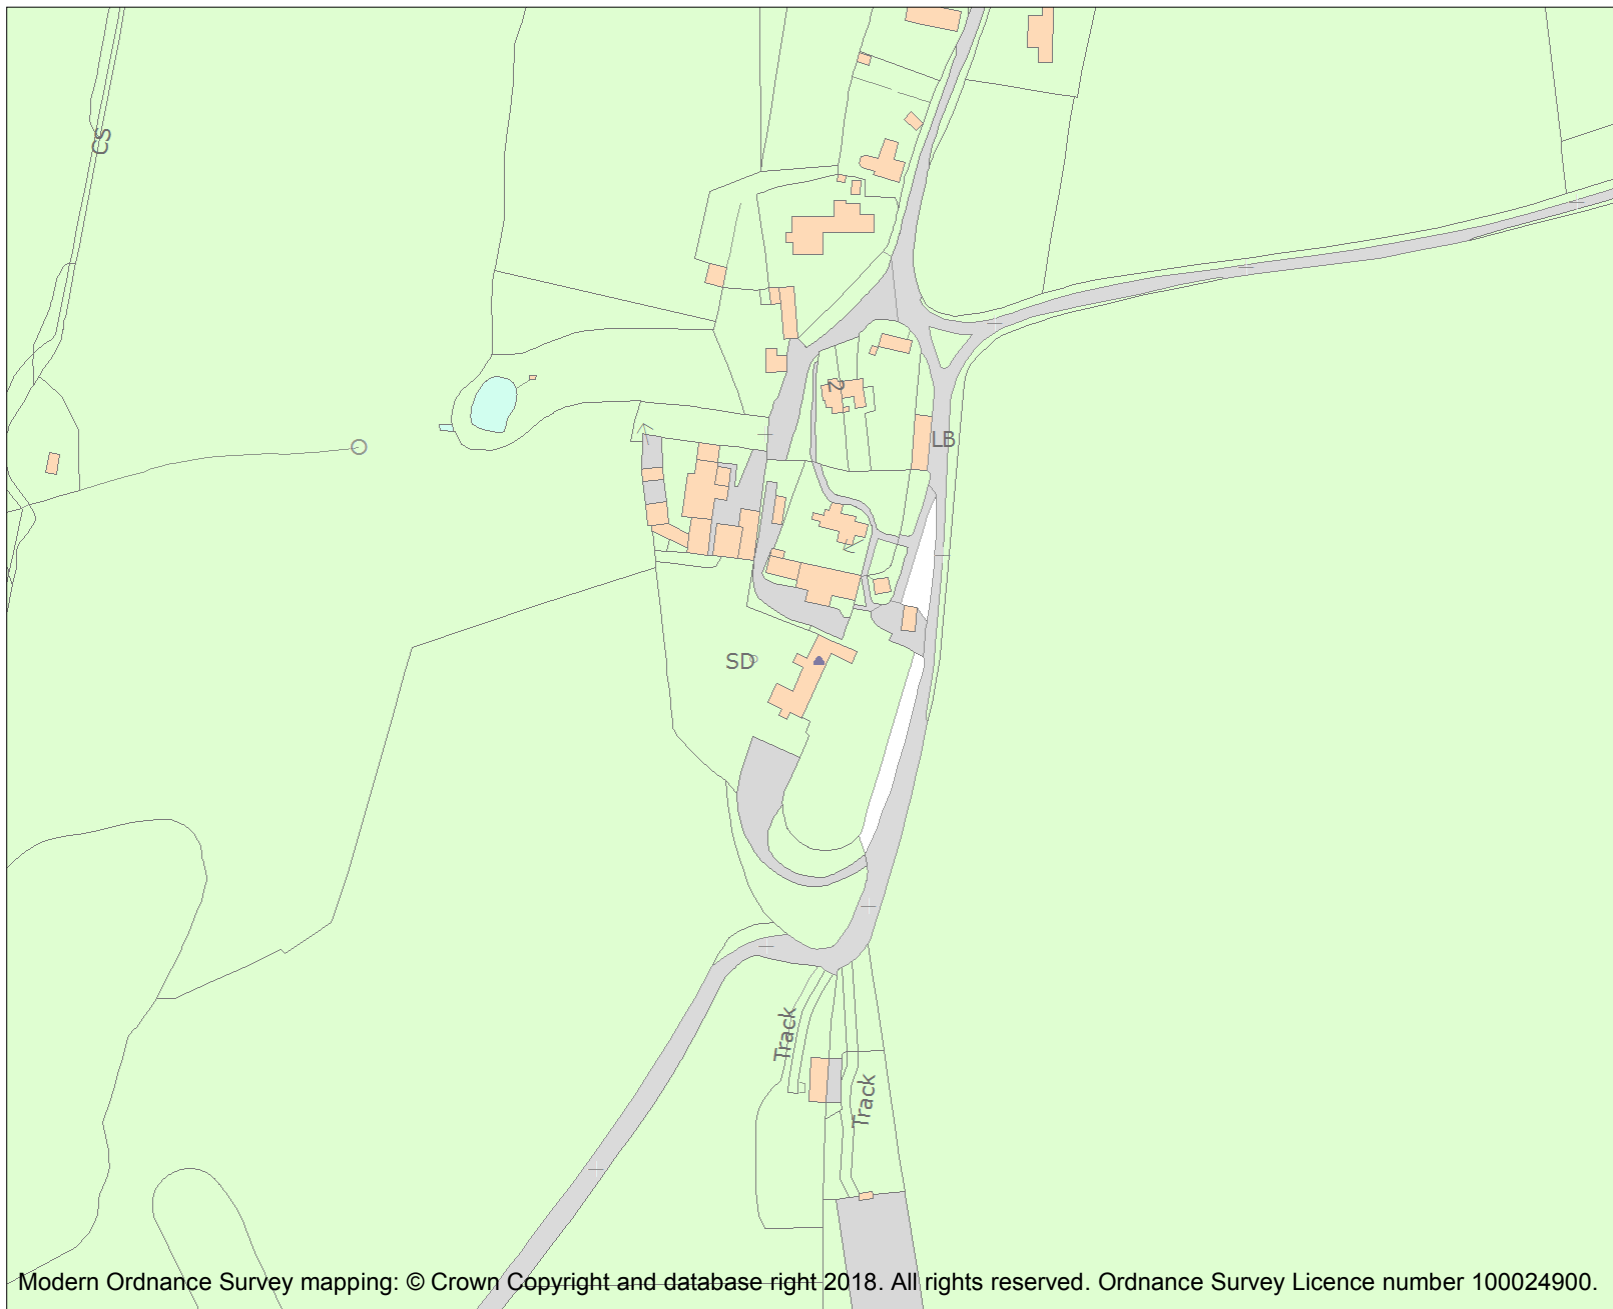 CS
2
LB
SD
Track
Track
Modern Ordnance Survey mapping: © Crown Copyright and database right 2018. All rights reserved. Ordnance Survey Licence number 100024900.